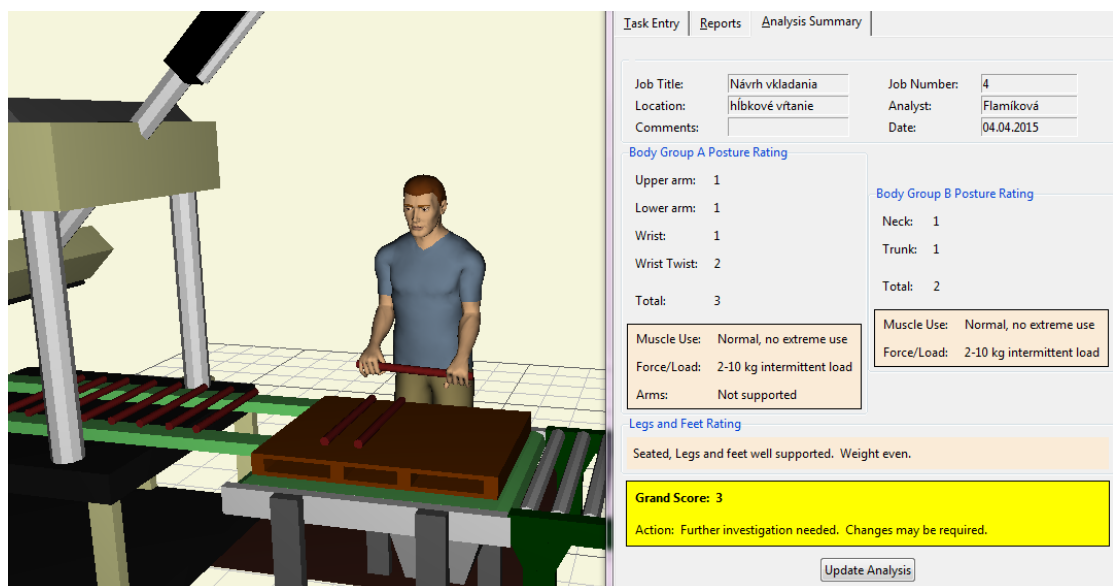 Task Entry Reports Analysis Summary
Job Title: Návrh vkladania Job Number: 4
Location: hĺbkové vŕtanie Analyst: Flamíková
Comments: Date: 04.04.2015
Body Group A Posture Rating
Upper arm: 1
Lower arm: 1
Wrist: 1
Wrist Twist: 2
Total: 3
Muscle Use: Normal, no extreme use
Force/Load: 2-10 kg intermittent load
Arms: Not supported
Body Group B Posture Rating
Neck: 1
Trunk: 1
Total: 2
Muscle Use: Normal, no extreme use
Force/Load: 2-10 kg intermittent load
Legs and Feet Rating
Seated, Legs and feet well supported. Weight even.
Grand Score: 3
Action: Further investigation needed. Changes may be required.
Update Analysis